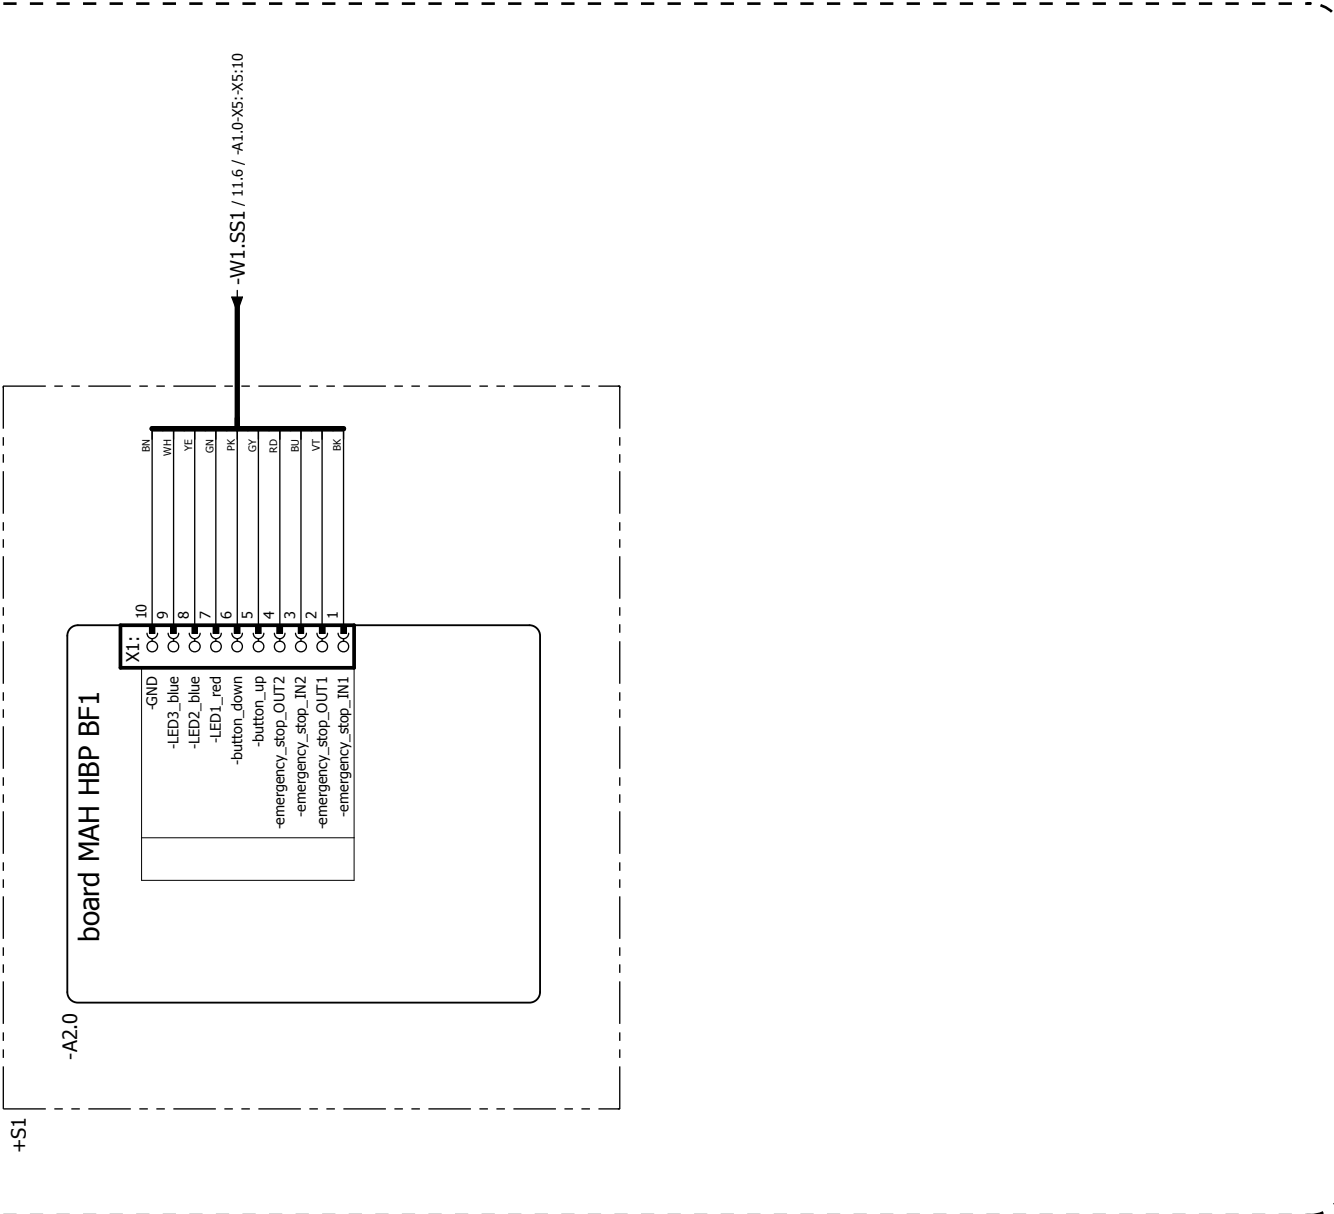 -W1.SS1 / 11.6 / -A1.0-X5:-X5:10
BN
WH
YE
GN
PK
GY
RD
BU
VT
BK
10
9
8
7
6
5
4
3
2
1
X1:
-GND
-LED3_blue
-LED2_blue
-LED1_red
-button_down
-button_up
-emergency_stop_OUT2
-emergency_stop_IN2
-emergency_stop_OUT1
-emergency_stop_IN1
board MAH HBP BF1
-A2.0
+S1